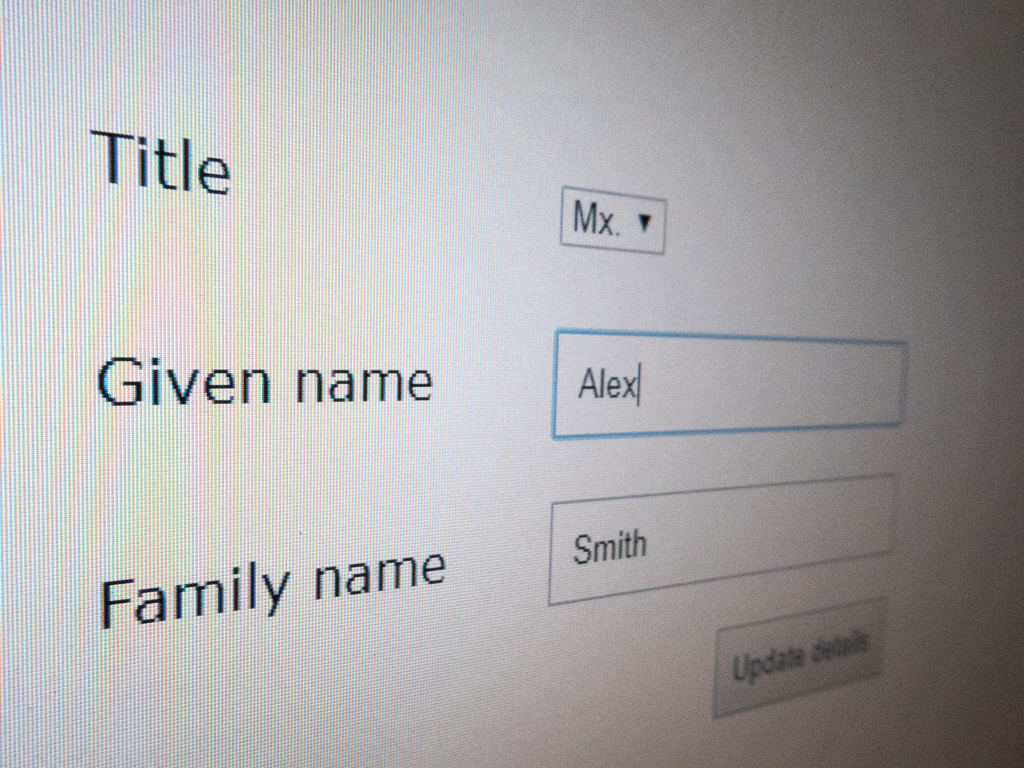 Title
Mx.
Given name
Alex
Family name
Smith
Update details